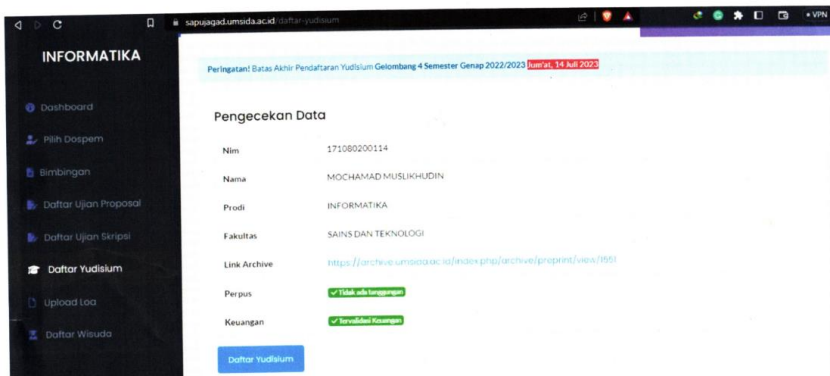 sapujagad.umsida.ac.id/daftar-yudisium
VPN
INFORMATIKA
Peringatan! Batas Akhir Pendaftaran Yudisium Gelombang 4 Semester Genap 2022/2023 Jum'at, 14 Juli 2023
Dashboard
Pilih Dospem
Bimbingan
Daftar Ujian Proposal
Daftar Ujian Skripsi
Daftar Yudisium
Upload Loa
Daftar Wisuda
Pengecekan Data
Nim 171080200114
Nama MOCHAMAD MUSLIKHUDIN
Prodi INFORMATIKA
Fakultas SAINS DAN TEKNOLOGI
Link Archive https://archive.umsida.ac.id/index.php/archive/preprint/view/1551
Perpus ✓ Tidak ada tanggungan
Keuangan ✓ Tervalidasi Keuangan
Daftar Yudisium